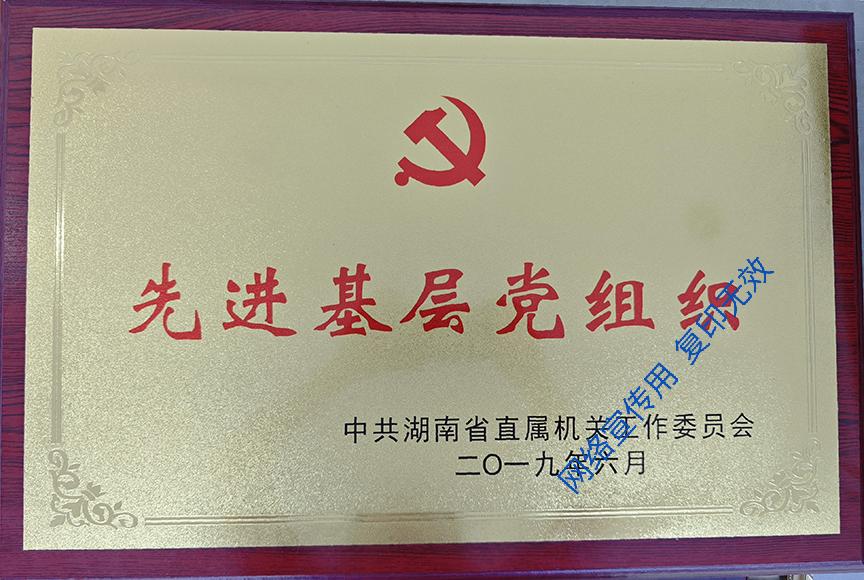 先进基层党组织
中共湖南省直属机关工作委员会
二〇一九年六月
网络宣传用 复印无效